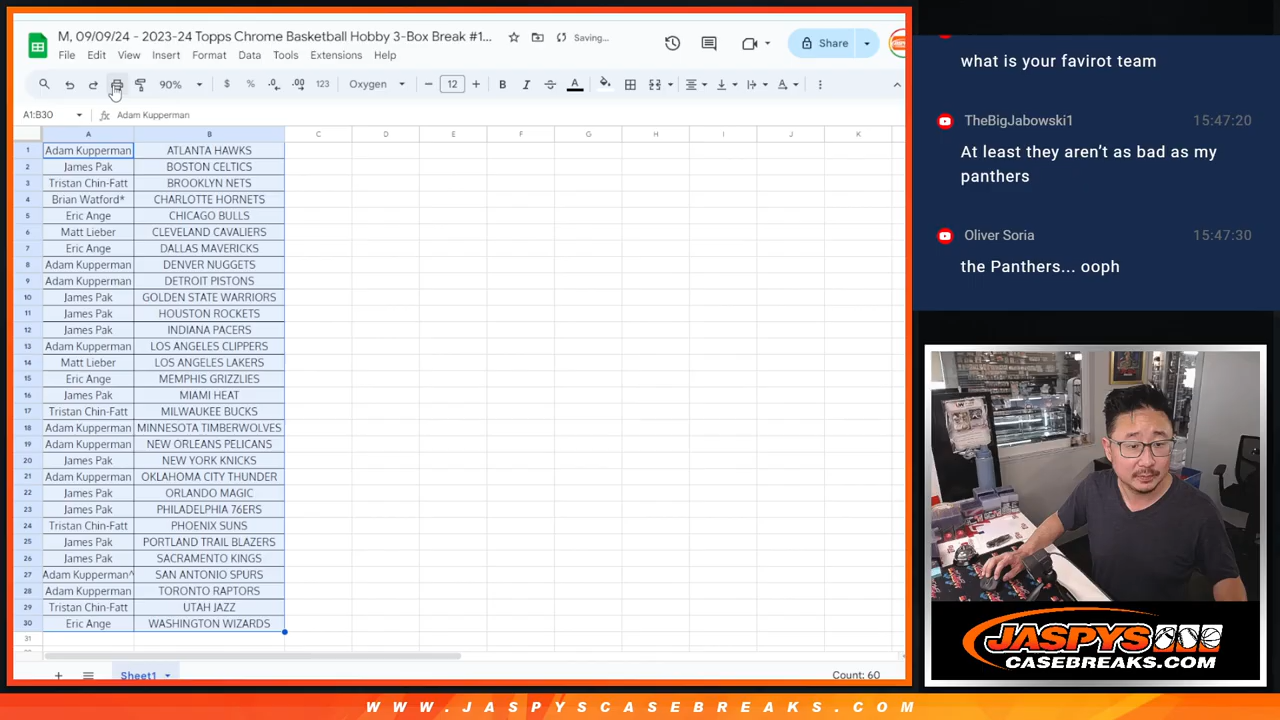 M, 09/09/24 - 2023-24 Topps Chrome Basketball Hobby 3-Box Break #1...
Saving...
Share
File Edit View Insert Format Data Tools Extensions Help
90% $ % .0 .00 123 Oxygen 12 B I S A
A1:B30 fx Adam Kupperman
A B C D E F G H I J K
1 Adam Kupperman ATLANTA HAWKS
2 James Pak BOSTON CELTICS
3 Tristan Chin-Fatt BROOKLYN NETS
4 Brian Watford* CHARLOTTE HORNETS
5 Eric Ange CHICAGO BULLS
6 Matt Lieber CLEVELAND CAVALIERS
7 Eric Ange DALLAS MAVERICKS
8 Adam Kupperman DENVER NUGGETS
9 Adam Kupperman DETROIT PISTONS
10 James Pak GOLDEN STATE WARRIORS
11 James Pak HOUSTON ROCKETS
12 James Pak INDIANA PACERS
13 Adam Kupperman LOS ANGELES CLIPPERS
14 Matt Lieber LOS ANGELES LAKERS
15 Eric Ange MEMPHIS GRIZZLIES
16 James Pak MIAMI HEAT
17 Tristan Chin-Fatt MILWAUKEE BUCKS
18 Adam Kupperman MINNESOTA TIMBERWOLVES
19 Adam Kupperman NEW ORLEANS PELICANS
20 James Pak NEW YORK KNICKS
21 Adam Kupperman OKLAHOMA CITY THUNDER
22 James Pak ORLANDO MAGIC
23 James Pak PHILADELPHIA 76ERS
24 Tristan Chin-Fatt PHOENIX SUNS
25 James Pak PORTLAND TRAIL BLAZERS
26 James Pak SACRAMENTO KINGS
27 Adam Kupperman^ SAN ANTONIO SPURS
28 Adam Kupperman TORONTO RAPTORS
29 Tristan Chin-Fatt UTAH JAZZ
30 Eric Ange WASHINGTON WIZARDS
31
Sheet1
Count: 60
what is your favirot team
TheBigJabowski1 15:47:20
At least they aren't as bad as my
panthers
Oliver Soria 15:47:30
the Panthers... ooph
JASPYS
CASEBREAKS.COM
WWW.JASPYSCASEBREAKS.COM